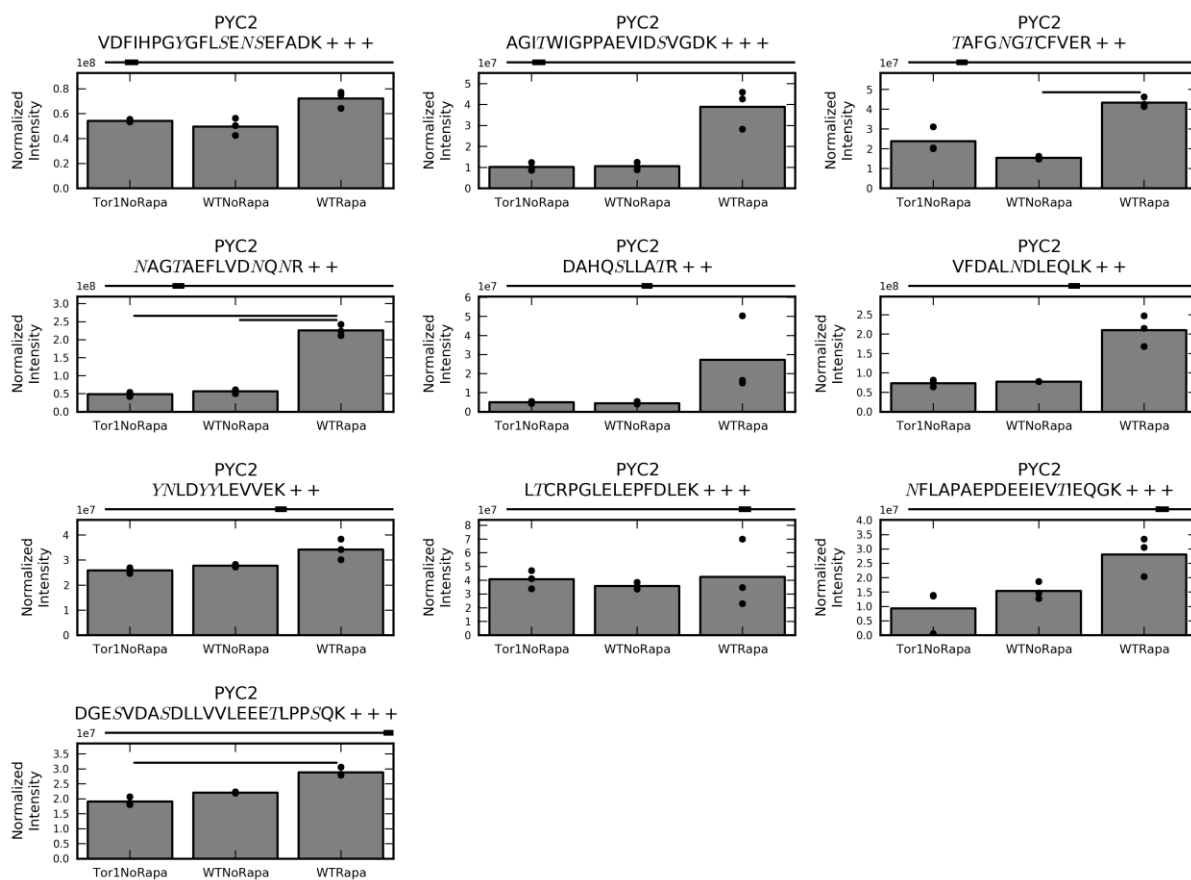 PYC2
VDFIHPGYGFLSENSEFADK+++
1e8
Normalized
Intensity
0.8
0.6
0.4
0.2
0.0
Tor1NoRapa WTNoRapa WTRapa
PYC2
AGITWIGPPAEVIDSVGDK+++
1e7
Normalized
Intensity
5
4
3
2
1
0
Tor1NoRapa WTNoRapa WTRapa
PYC2
TAFGNGTCFVER++
1e7
Normalized
Intensity
5
4
3
2
1
0
Tor1NoRapa WTNoRapa WTRapa
PYC2
NAGTAEFLVDNQNR++
1e8
Normalized
Intensity
3.0
2.5
2.0
1.5
1.0
0.5
0.0
Tor1NoRapa WTNoRapa WTRapa
PYC2
DAHQSLLATR++
1e7
Normalized
Intensity
6
5
4
3
2
1
0
Tor1NoRapa WTNoRapa WTRapa
PYC2
VFDALNDLEQLK++
1e8
Normalized
Intensity
2.5
2.0
1.5
1.0
0.5
0.0
Tor1NoRapa WTNoRapa WTRapa
PYC2
YNLDYYLEVVEK++
1e7
Normalized
Intensity
4
3
2
1
0
Tor1NoRapa WTNoRapa WTRapa
PYC2
LTCRPGLELEPFDLEK+++
1e7
Normalized
Intensity
8
7
6
5
4
3
2
1
0
Tor1NoRapa WTNoRapa WTRapa
PYC2
NFLAPAEPDEEIEVTIEQGK+++
1e7
Normalized
Intensity
4.0
3.5
3.0
2.5
2.0
1.5
1.0
0.5
0.0
Tor1NoRapa WTNoRapa WTRapa
PYC2
DGESVDASDLLVVLEEETLPPSQK+++
1e7
Normalized
Intensity
3.5
3.0
2.5
2.0
1.5
1.0
0.5
0.0
Tor1NoRapa WTNoRapa WTRapa